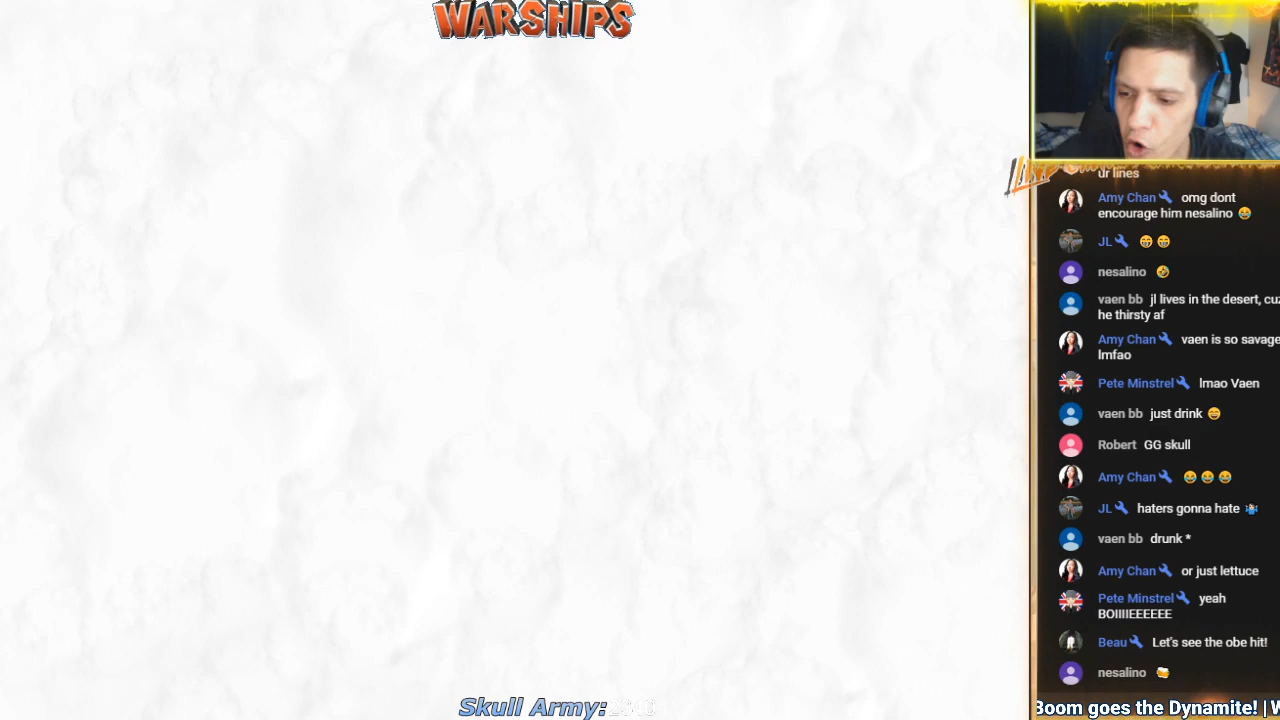 WARSHIPS
ur lines
Amy Chan omg dont
encourage him nesalino 😂
JL 😁 😁
nesalino 🤣
vaen bb jl lives in the desert, cuz
he thirsty af
Amy Chan vaen is so savage
lmfao
Pete Minstrel lmao Vaen
vaen bb just drink 😄
Robert GG skull
Amy Chan 😂 😂 😂
JL haters gonna hate
vaen bb drunk *
Amy Chan or just lettuce
Pete Minstrel yeah
BOIIIIEEEEEE
Beau Let's see the obe hit!
nesalino 🍻
Skull Army:
Boom goes the Dynamite! |